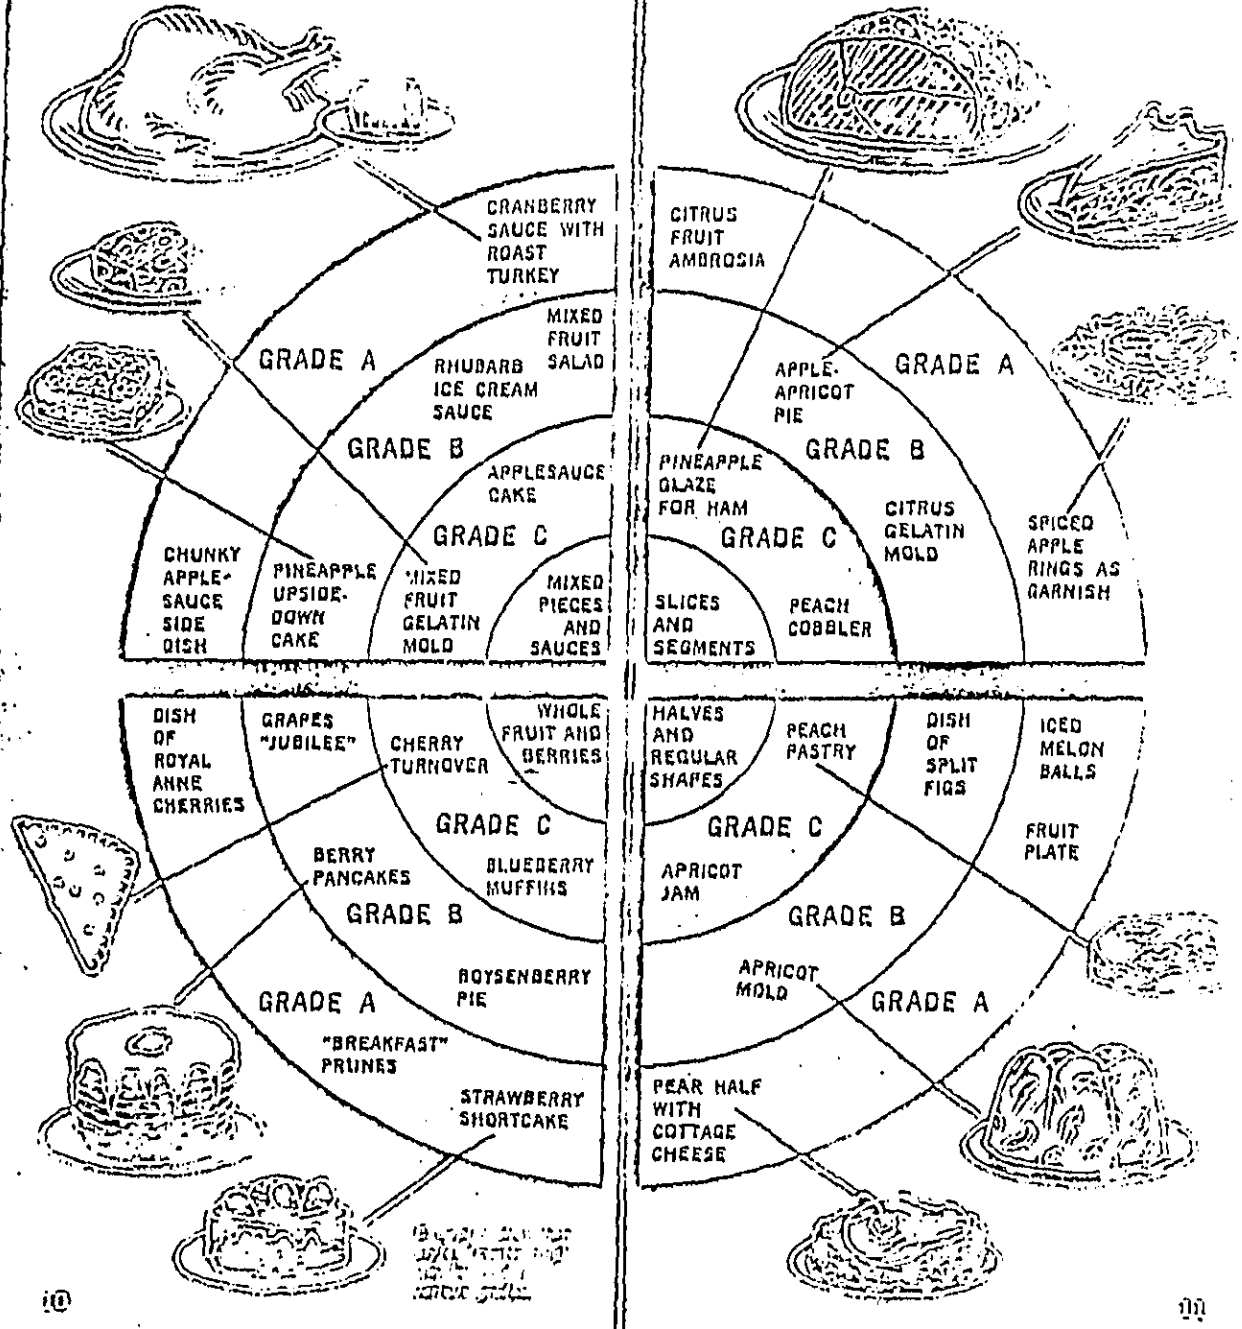 CRANBERRY
SAUCE WITH
ROAST
TURKEY
MIXED
FRUIT
SALAD
GRADE A
RHUBARB
ICE CREAM
SAUCE
GRADE B
APPLESAUCE
CAKE
GRADE C
CHUNKY
APPLE-
SAUCE
SIDE
DISH
PINEAPPLE
UPSIDE-
DOWN
CAKE
MIXED
FRUIT
GELATIN
MOLD
MIXED
PIECES
AND
SAUCES
CITRUS
FRUIT
AMBROSIA
GRADE A
APPLE-
APRICOT
PIE
GRADE B
PINEAPPLE
GLAZE
FOR HAM
GRADE C
CITRUS
GELATIN
MOLD
SPICED
APPLE
RINGS AS
GARNISH
SLICES
AND
SEGMENTS
PEACH
COBBLER
DISH
OF
ROYAL
ANNE
CHERRIES
GRAPES
"JUBILEE"
CHERRY
TURNOVER
WHOLE
FRUIT AND
BERRIES
GRADE C
BERRY
PANCAKES
BLUEBERRY
MUFFINS
GRADE B
BOYSENBERRY
PIE
GRADE A
"BREAKFAST"
PRUNES
STRAWBERRY
SHORTCAKE
HALVES
AND
REGULAR
SHAPES
PEACH
PASTRY
DISH
OF
SPLIT
FIGS
ICED
MELON
BALLS
GRADE C
FRUIT
PLATE
APRICOT
JAM
GRADE B
APRICOT
MOLD
GRADE A
PEAR HALF
WITH
COTTAGE
CHEESE
10
11